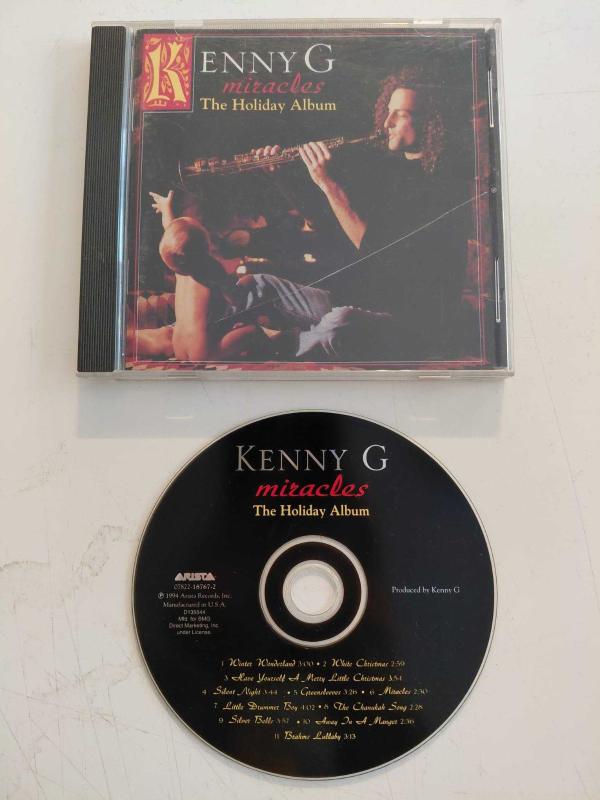 KENNY G
miracles
The Holiday Album
KENNY G
miracles
The Holiday Album
ARISTA
07822-18767-2
℗ 1994 Arista Records, Inc.
Manufactured in U.S.A.
D105544
Mfd. for BMG
Direct Marketing, Inc.
under License.
Produced by Kenny G
1 Winter Wonderland 3:00 • 2 White Christmas 2:59
3 Have Yourself A Merry Little Christmas 3:54
4 Silent Night 3:44 • 5 Greensleeves 3:26 • 6 Miracles 2:30
7 Little Drummer Boy 4:02 • 8 The Chanukah Song 2:28
9 Silver Bells 3:57 • 10 Away In A Manger 2:36
11 Brahms Lullaby 3:13